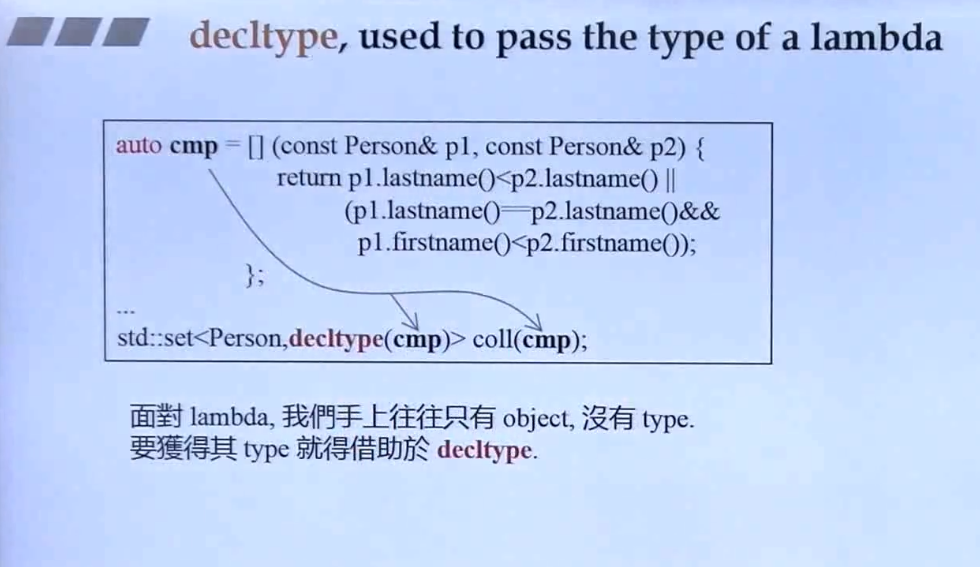 decltype, used to pass the type of a lambda
auto cmp = [] (const Person& p1, const Person& p2) {
return p1.lastname()<p2.lastname() ||
(p1.lastname()==p2.lastname()&&
p1.firstname()<p2.firstname());
};
...
std::set<Person,decltype(cmp)> coll(cmp);
面對 lambda, 我們手上往往只有 object, 沒有 type.
要獲得其 type 就得借助於 decltype.